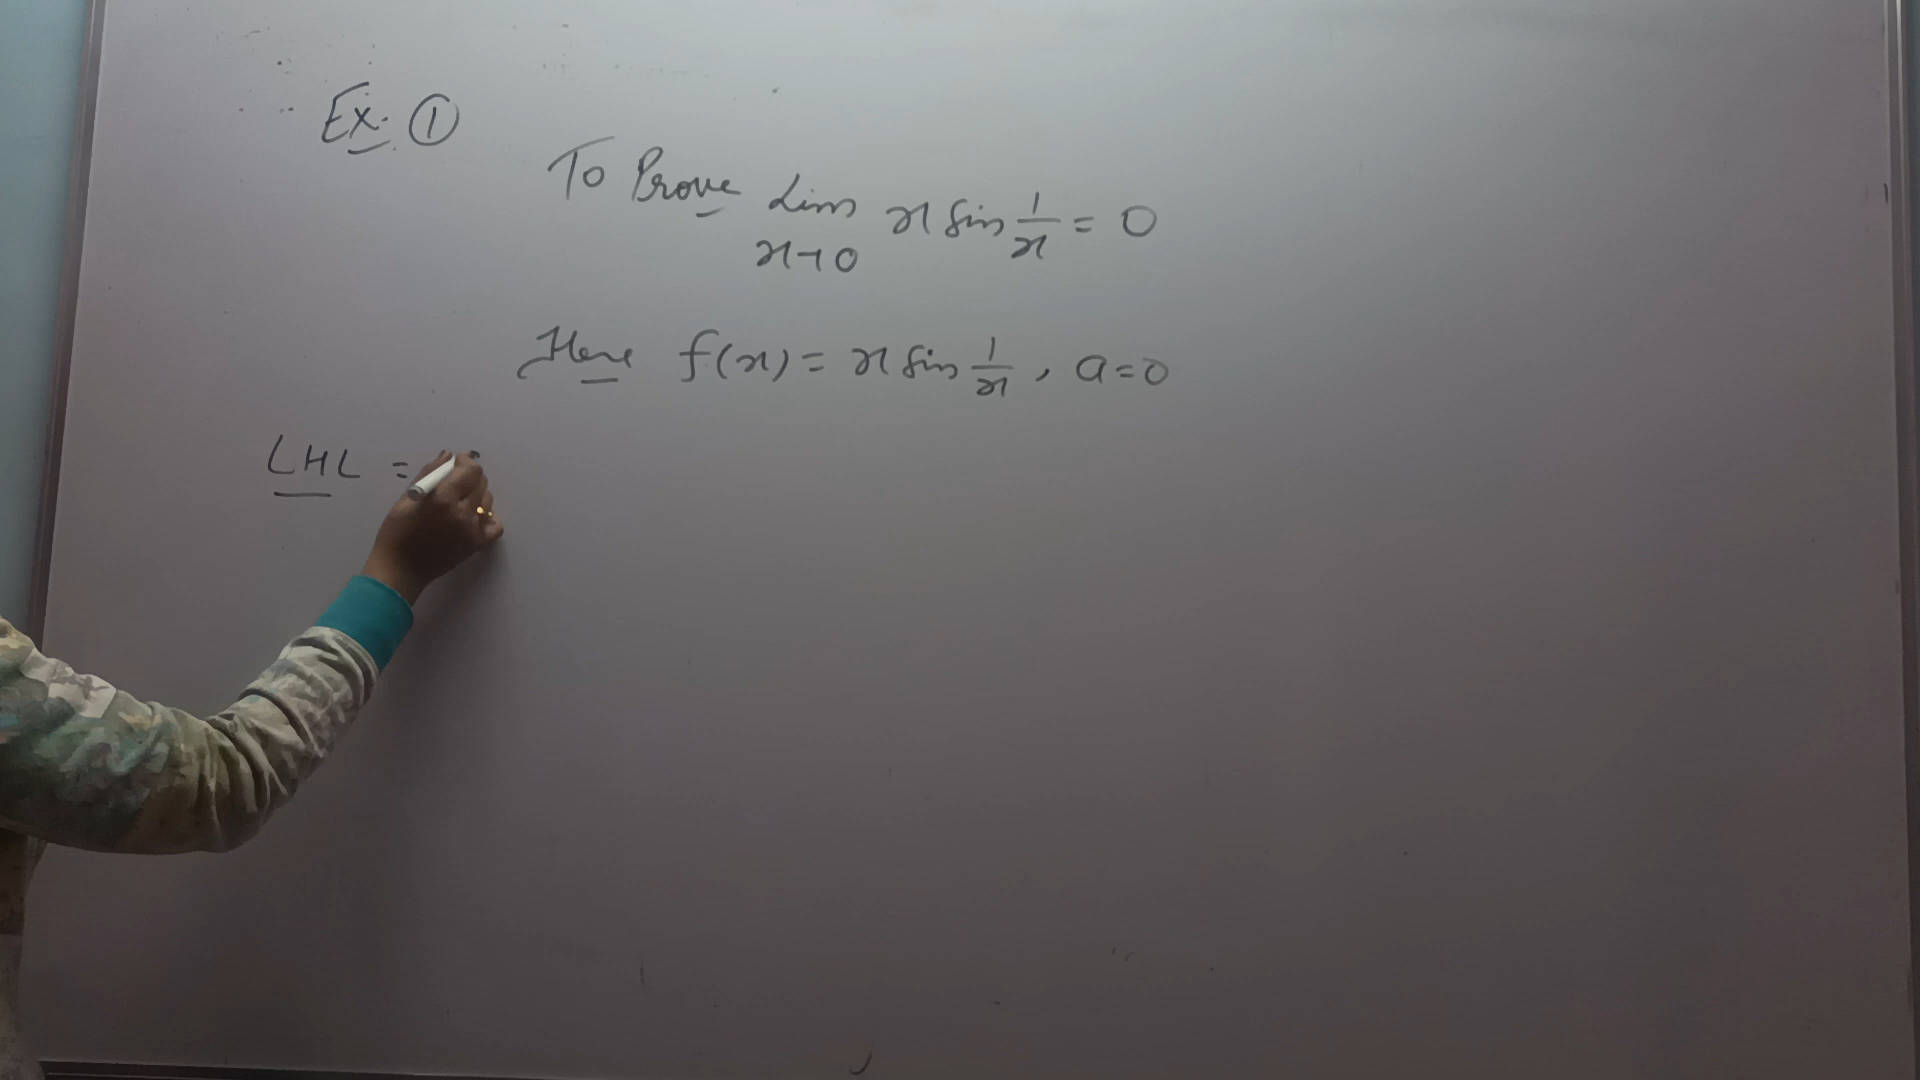 Ex. ①
To Prove Lim x sin 1/x = 0
x→0
Here f(x) = x sin 1/x, a=0
LHL =